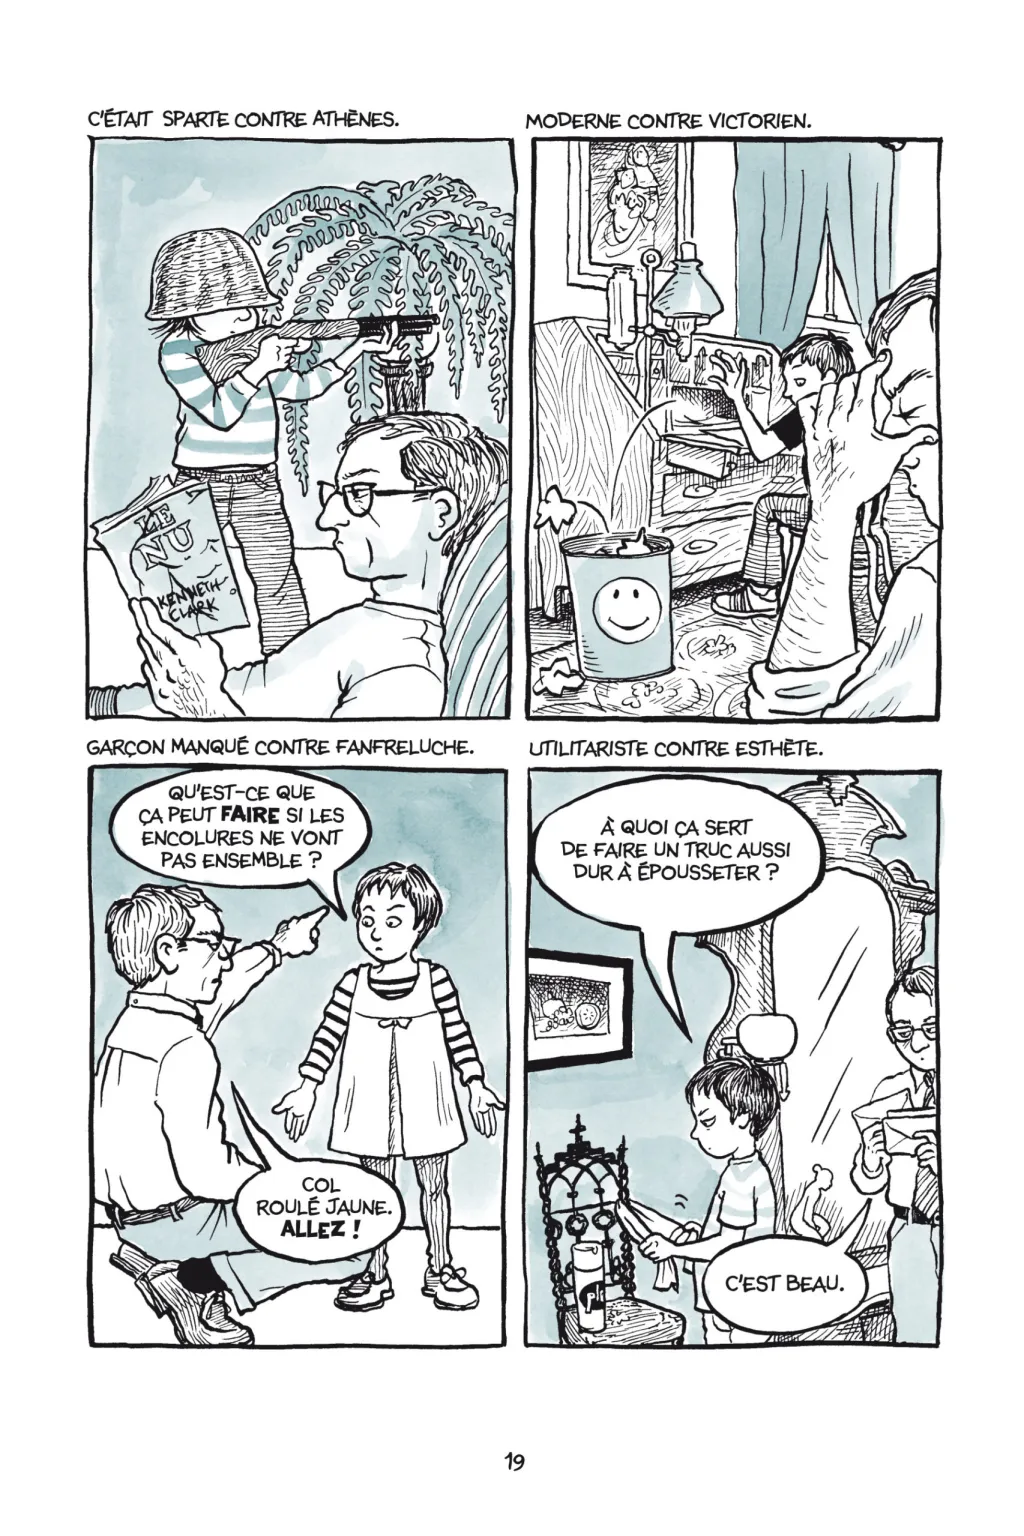 C'ÉTAIT SPARTE CONTRE ATHÈNES.
MODERNE CONTRE VICTORIEN.
LE
NU
KENNETH
CLARK
GARÇON MANQUÉ CONTRE FANFRELUCHE.
UTILITARISTE CONTRE ESTHÈTE.
QU'EST-CE QUE
ÇA PEUT FAIRE SI LES
ENCOLURES NE VONT
PAS ENSEMBLE ?
COL
ROULÉ JAUNE.
ALLEZ !
À QUOI ÇA SERT
DE FAIRE UN TRUC AUSSI
DUR À ÉPOUSSETER ?
C'EST BEAU.
19